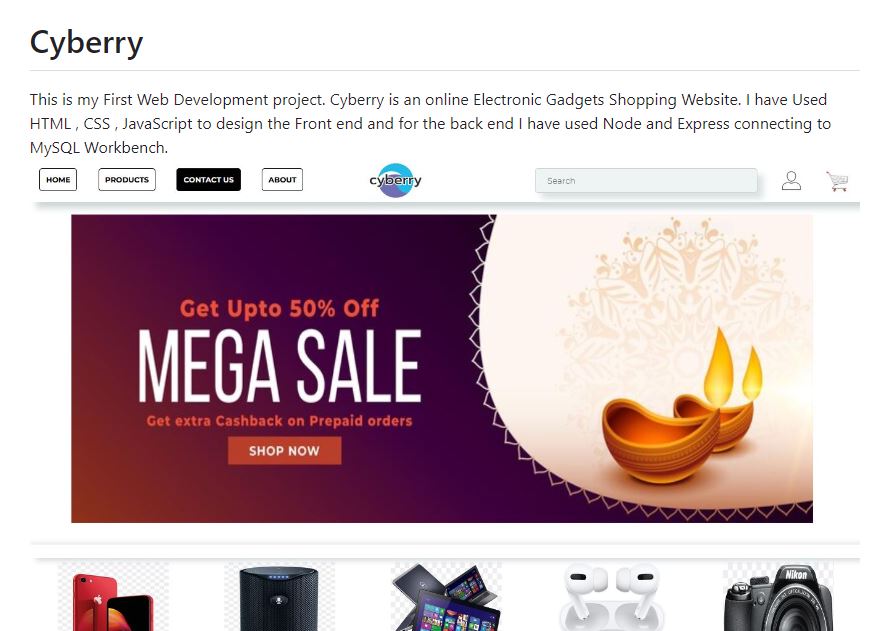 Cyberry
This is my First Web Development project. Cyberry is an online Electronic Gadgets Shopping Website. I have Used
HTML , CSS , JavaScript to design the Front end and for the back end I have used Node and Express connecting to
MySQL Workbench.
HOME PRODUCTS CONTACT US ABOUT cyberry Search
Get Upto 50% Off
MEGA SALE
Get extra Cashback on Prepaid orders
SHOP NOW
Nikon